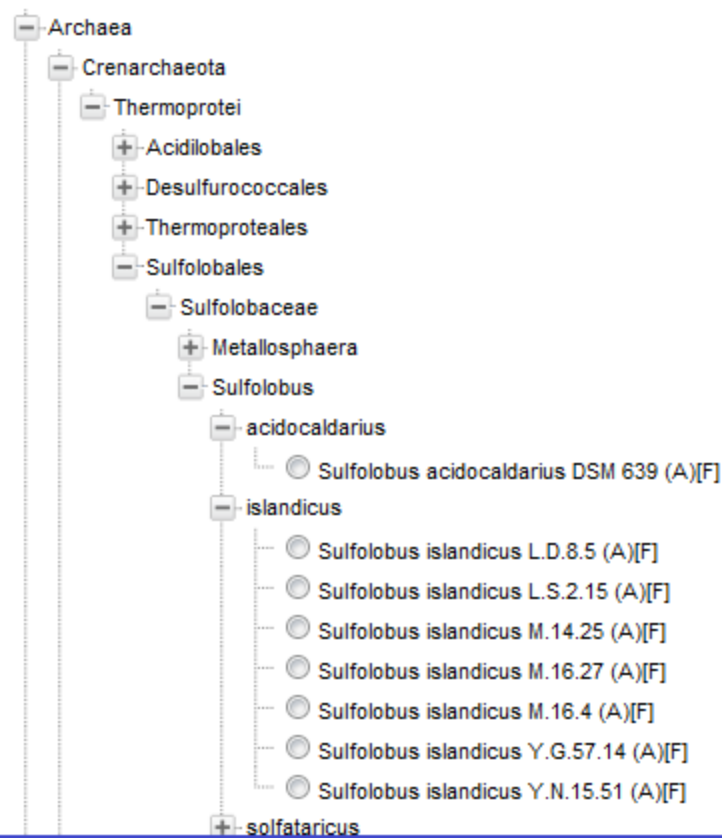 Archaea
Crenarchaeota
Thermoprotei
Acidilobales
Desulfurococcales
Thermoproteales
Sulfolobales
Sulfolobaceae
Metallosphaera
Sulfolobus
acidocaldarius
Sulfolobus acidocaldarius DSM 639 (A)[F]
islandicus
Sulfolobus islandicus L.D.8.5 (A)[F]
Sulfolobus islandicus L.S.2.15 (A)[F]
Sulfolobus islandicus M.14.25 (A)[F]
Sulfolobus islandicus M.16.27 (A)[F]
Sulfolobus islandicus M.16.4 (A)[F]
Sulfolobus islandicus Y.G.57.14 (A)[F]
Sulfolobus islandicus Y.N.15.51 (A)[F]
solfataricus